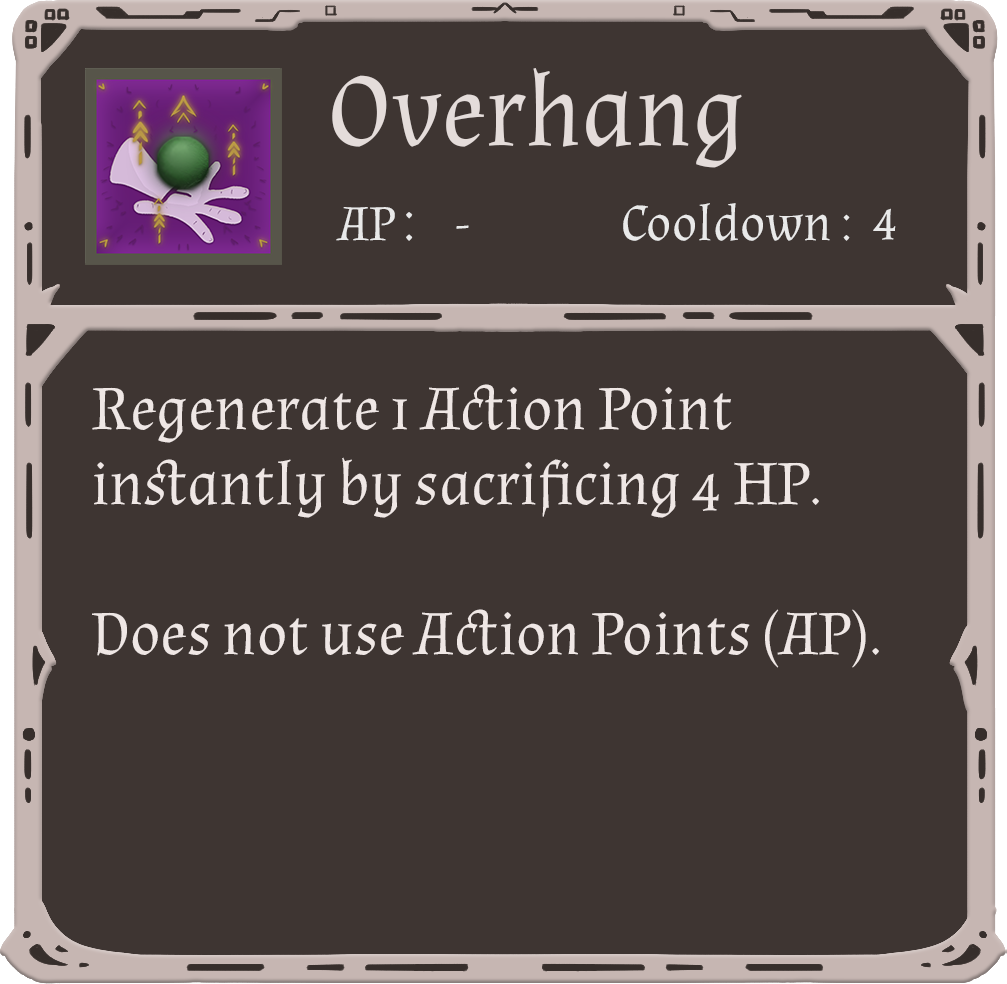 Overhang
AP: -
Cooldown: 4
Regenerate 1 Action Point
instantly by sacrificing 4 HP.
Does not use Action Points (AP).